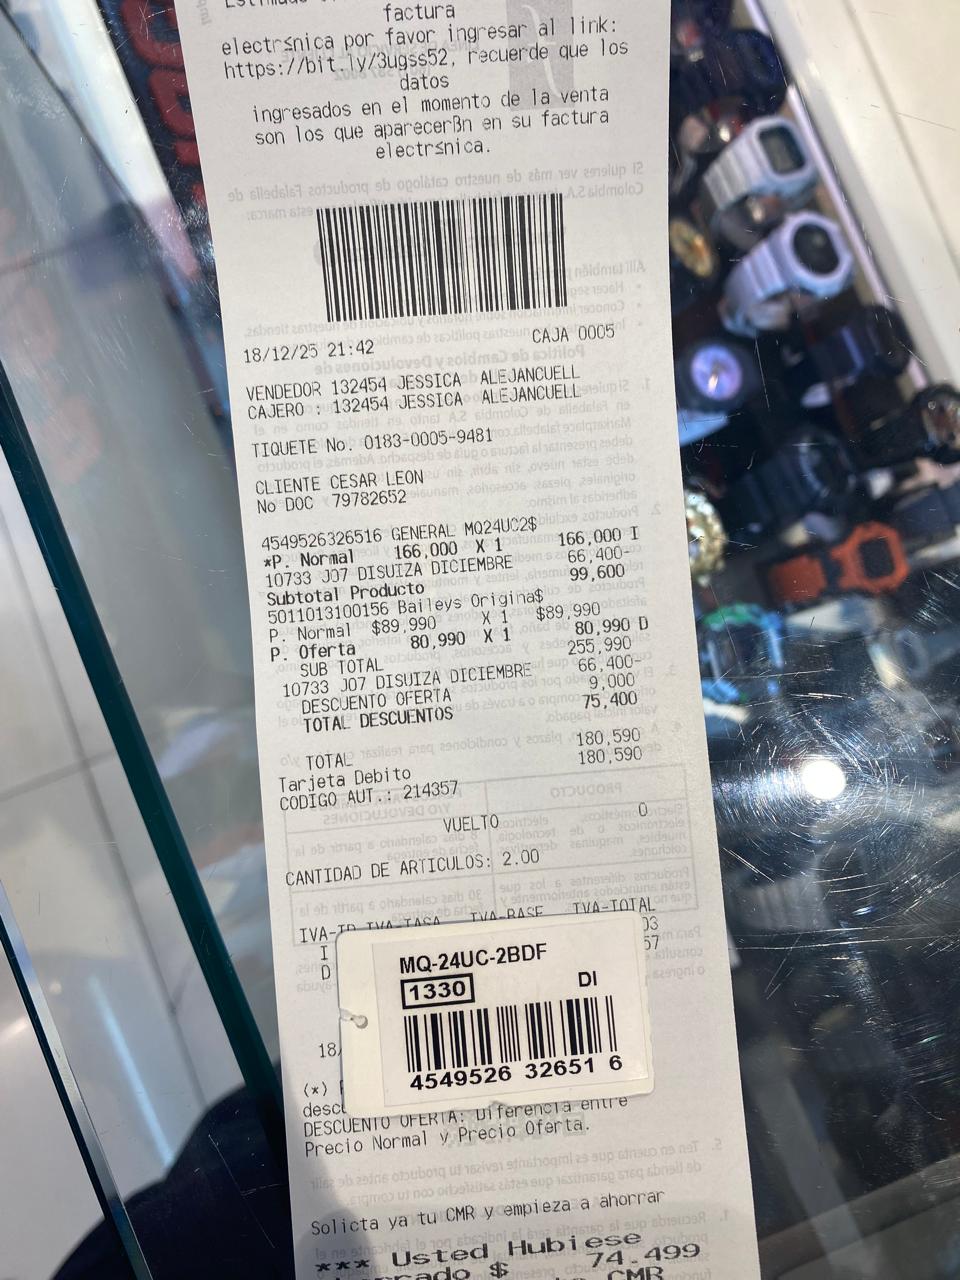 factura
electr≤nica por favor ingresar al link:
https://bit.ly/3ugss52, recuerde que los
datos
ingresados en el momento de la venta
son los que aparecerßn en su factura
electr≤nica.
18/12/25 21:42 CAJA 0005
VENDEDOR 132454 JESSICA ALEJANCUELL
CAJERO : 132454 JESSICA ALEJANCUELL
TIQUETE No. 0183-0005-9481
CLIENTE CESAR LEON
No DOC 79782652
4549526326516 GENERAL MQ24UC2$
*P. Normal 166,000 X 1 166,000 I
10733 J07 DISUIZA DICIEMBRE 66,400-
Subtotal Producto 99,600
5011013100156 Baileys Origina$
P. Normal $89,990 X 1 $89,990
P. Oferta 80,990 X 1 80,990 D
SUB TOTAL 255,990
10733 J07 DISUIZA DICIEMBRE 66,400-
DESCUENTO OFERTA 9,000
TOTAL DESCUENTOS 75,400
TOTAL 180,590
Tarjeta Debito 180,590
CODIGO AUT.: 214357
VUELTO 0
CANTIDAD DE ARTICULOS: 2.00
IVA-TASA IVA-BASE IVA-TOTAL
I
D
MQ-24UC-2BDF
1330 DI
4549526 32651 6
18/
(*)
DESCUENTO OFERTA: Diferencia entre
Precio Normal y Precio Oferta.
Solicta ya tu CMR y empieza a ahorrar
*** Usted Hubiese
$ 74.499
CMR